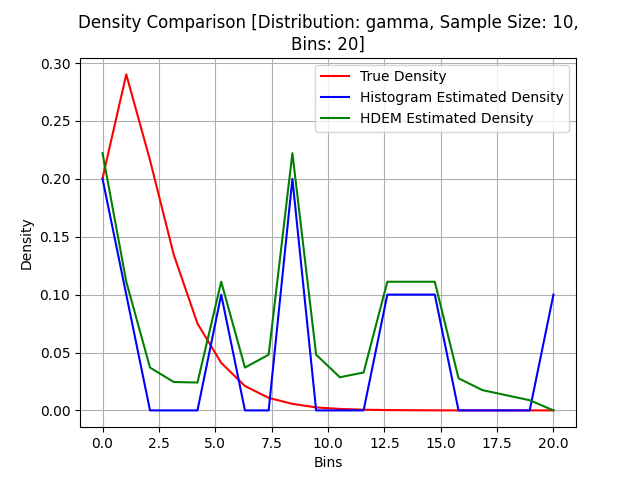 Density Comparison [Distribution: gamma, Sample Size: 10,
Bins: 20]
True Density
Histogram Estimated Density
HDEM Estimated Density
Density
0.30
0.25
0.20
0.15
0.10
0.05
0.00
0.0 2.5 5.0 7.5 10.0 12.5 15.0 17.5 20.0
Bins